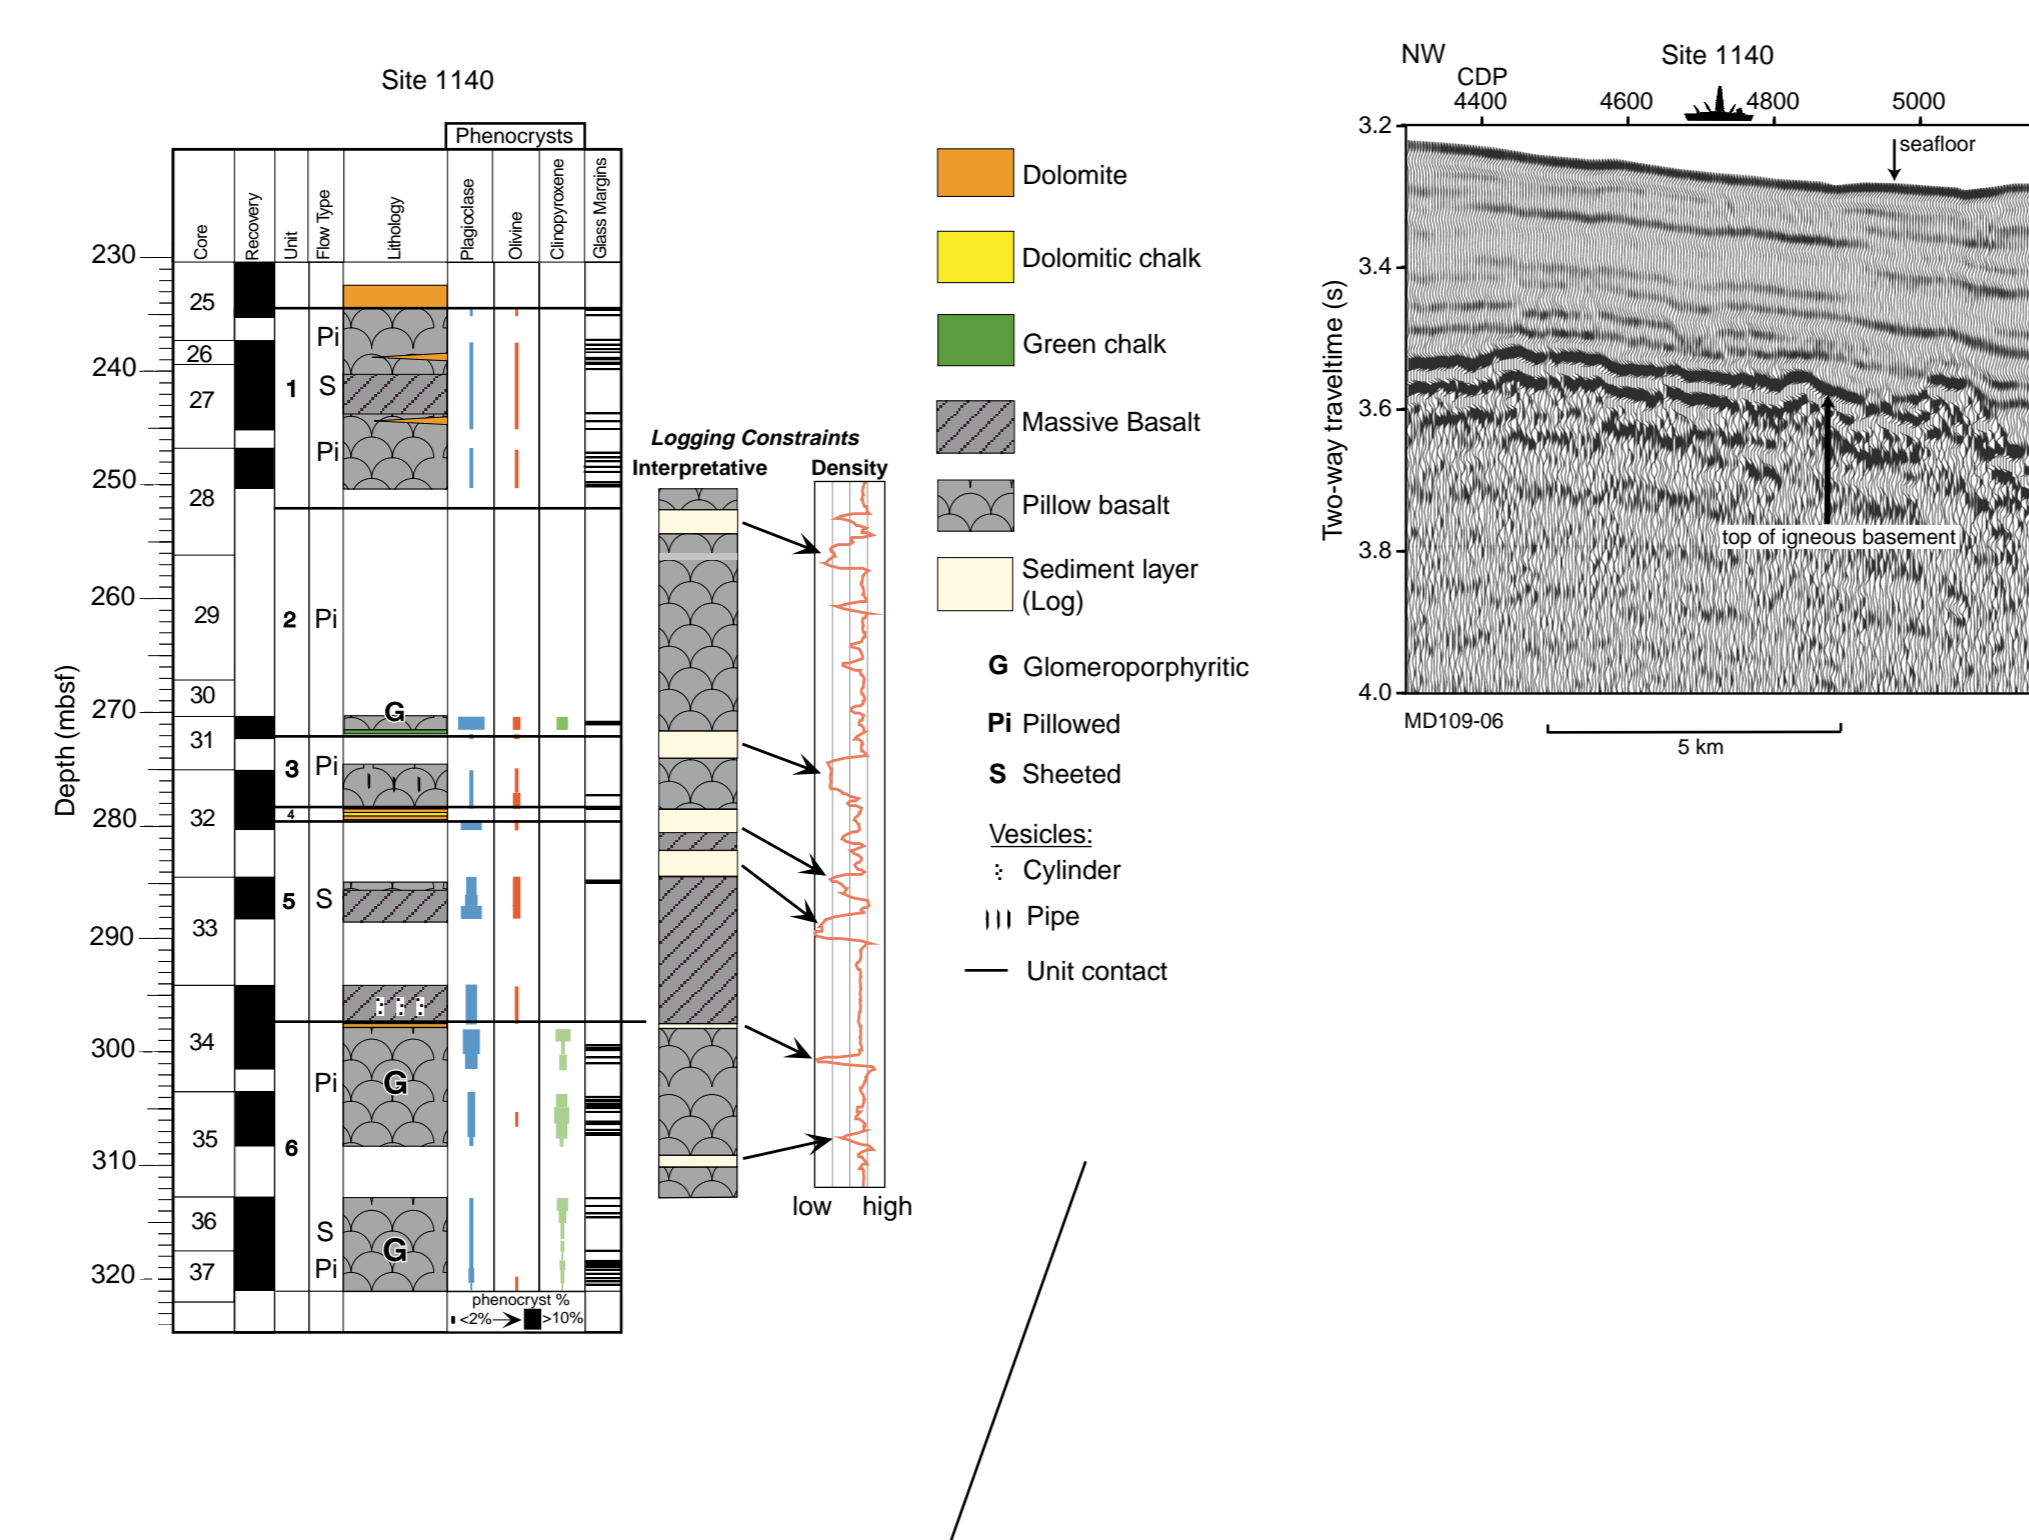 Site 1140
Phenocrysts
Core
Recovery
Unit
Flow Type
Lithology
Plagioclase
Olivine
Clinopyroxene
Glass Margins
Depth (mbsf)
230
240
250
260
270
280
290
300
310
320
25
26
27
28
29
30
31
32
33
34
35
36
37
1
2
3
4
5
6
Pi
S
Pi
Pi
Pi
S
Pi
S
Pi
G
G
G
phenocryst %
<2% >10%
Logging Constraints
Interpretative Density
low high
Dolomite
Dolomitic chalk
Green chalk
Massive Basalt
Pillow basalt
Sediment layer
(Log)
G Glomeroporphyritic
Pi Pillowed
S Sheeted
Vesicles:
Cylinder
Pipe
Unit contact
NW
Site 1140
CDP
4400 4600 4800 5000
Two-way traveltime (s)
3.2
3.4
3.6
3.8
4.0
seafloor
top of igneous basement
MD109-06
5 km